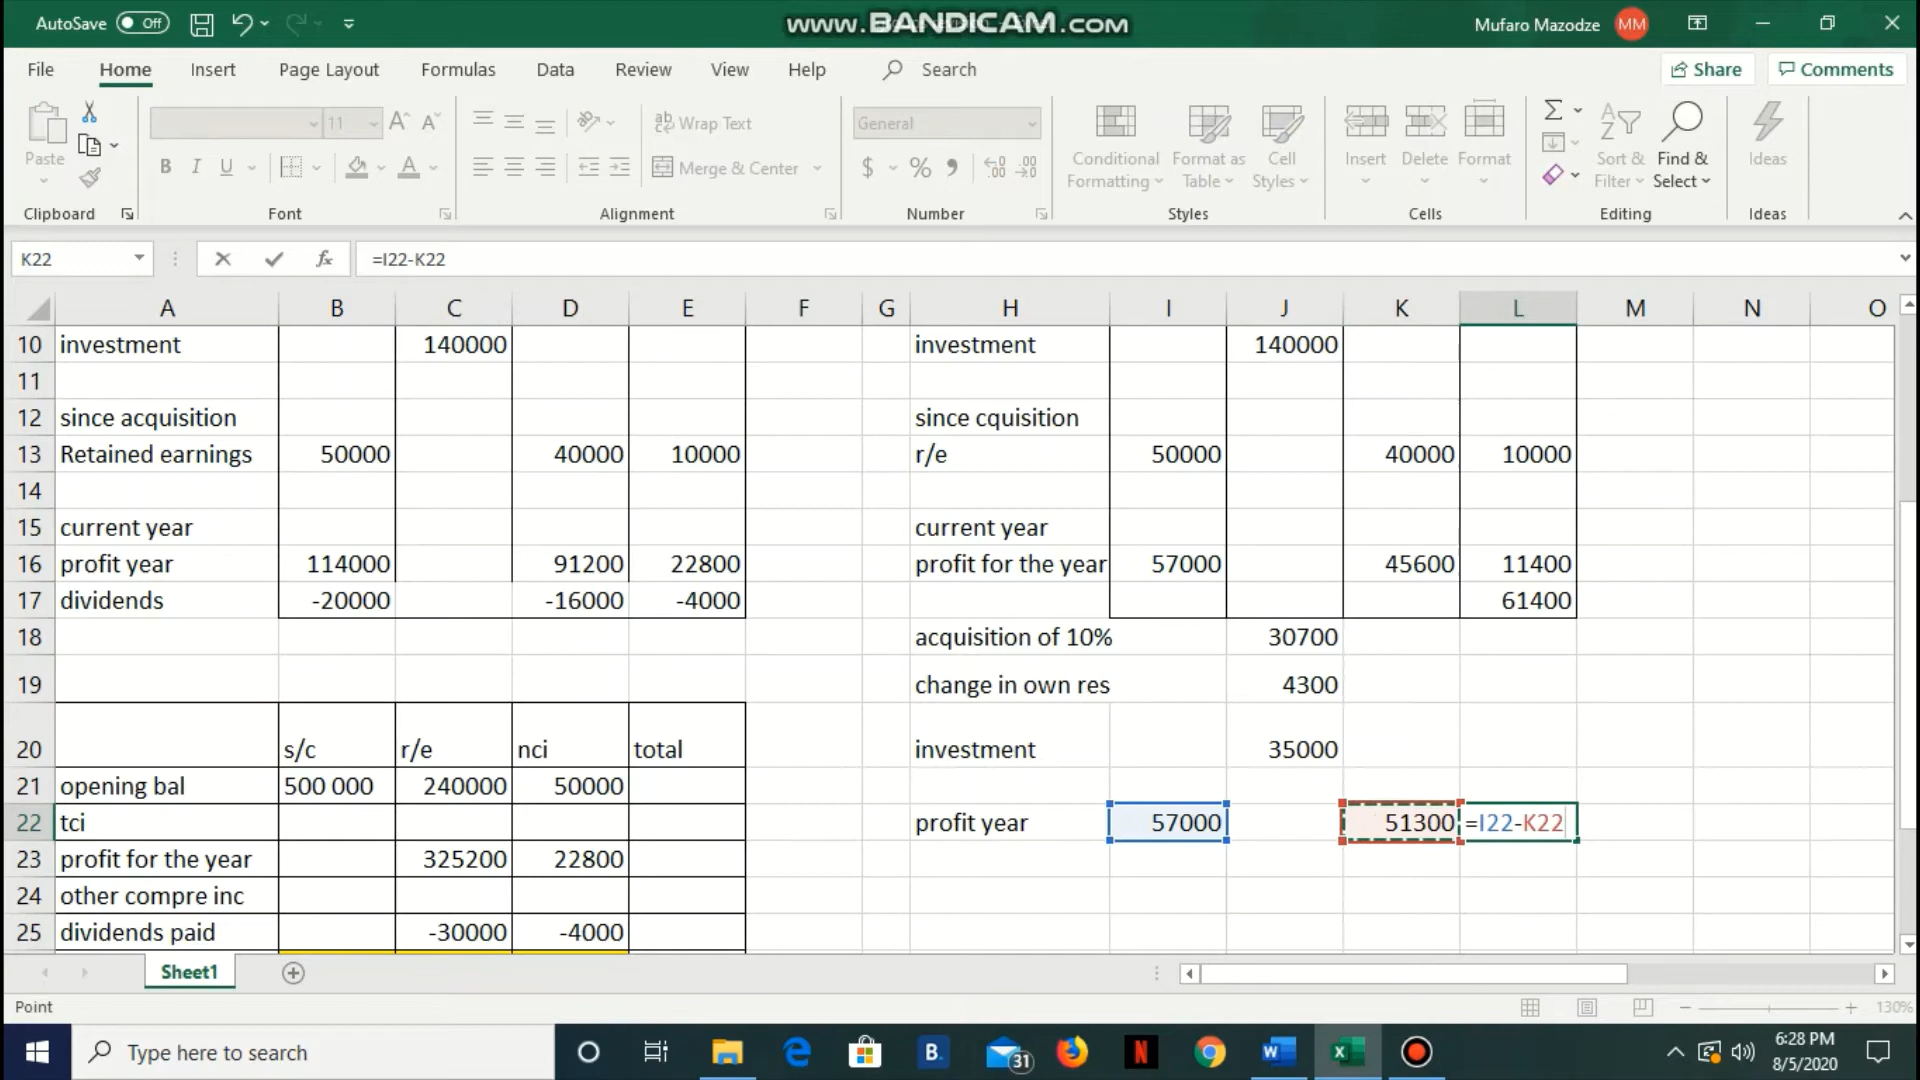 AutoSave Off
www.BANDICAM.com
Mufaro Mazodze MM
File Home Insert Page Layout Formulas Data Review View Help Search Share Comments
Paste
11
Wrap Text
General
B I U
Merge & Center
$ %
Conditional Formatting
Format as Table
Cell Styles
Insert
Delete
Format
Sort & Filter
Find & Select
Ideas
Clipboard Font Alignment Number Styles Cells Editing Ideas
K22 fx =I22-K22
A B C D E F G H I J K L M N O
10 investment 140000 investment 140000
11
12 since acquisition since cquisition
13 Retained earnings 50000 40000 10000 r/e 50000 40000 10000
14
15 current year current year
16 profit year 114000 91200 22800 profit for the year 57000 45600 11400
17 dividends -20000 -16000 -4000 61400
18 acquisition of 10% 30700
19 change in own res 4300
20 s/c r/e nci total investment 35000
21 opening bal 500 000 240000 50000
22 tci profit year 57000 51300 =I22-K22
23 profit for the year 325200 22800
24 other compre inc
25 dividends paid -30000 -4000
Sheet1
Point
130%
Type here to search
B.
31
N
W
X
6:28 PM
8/5/2020